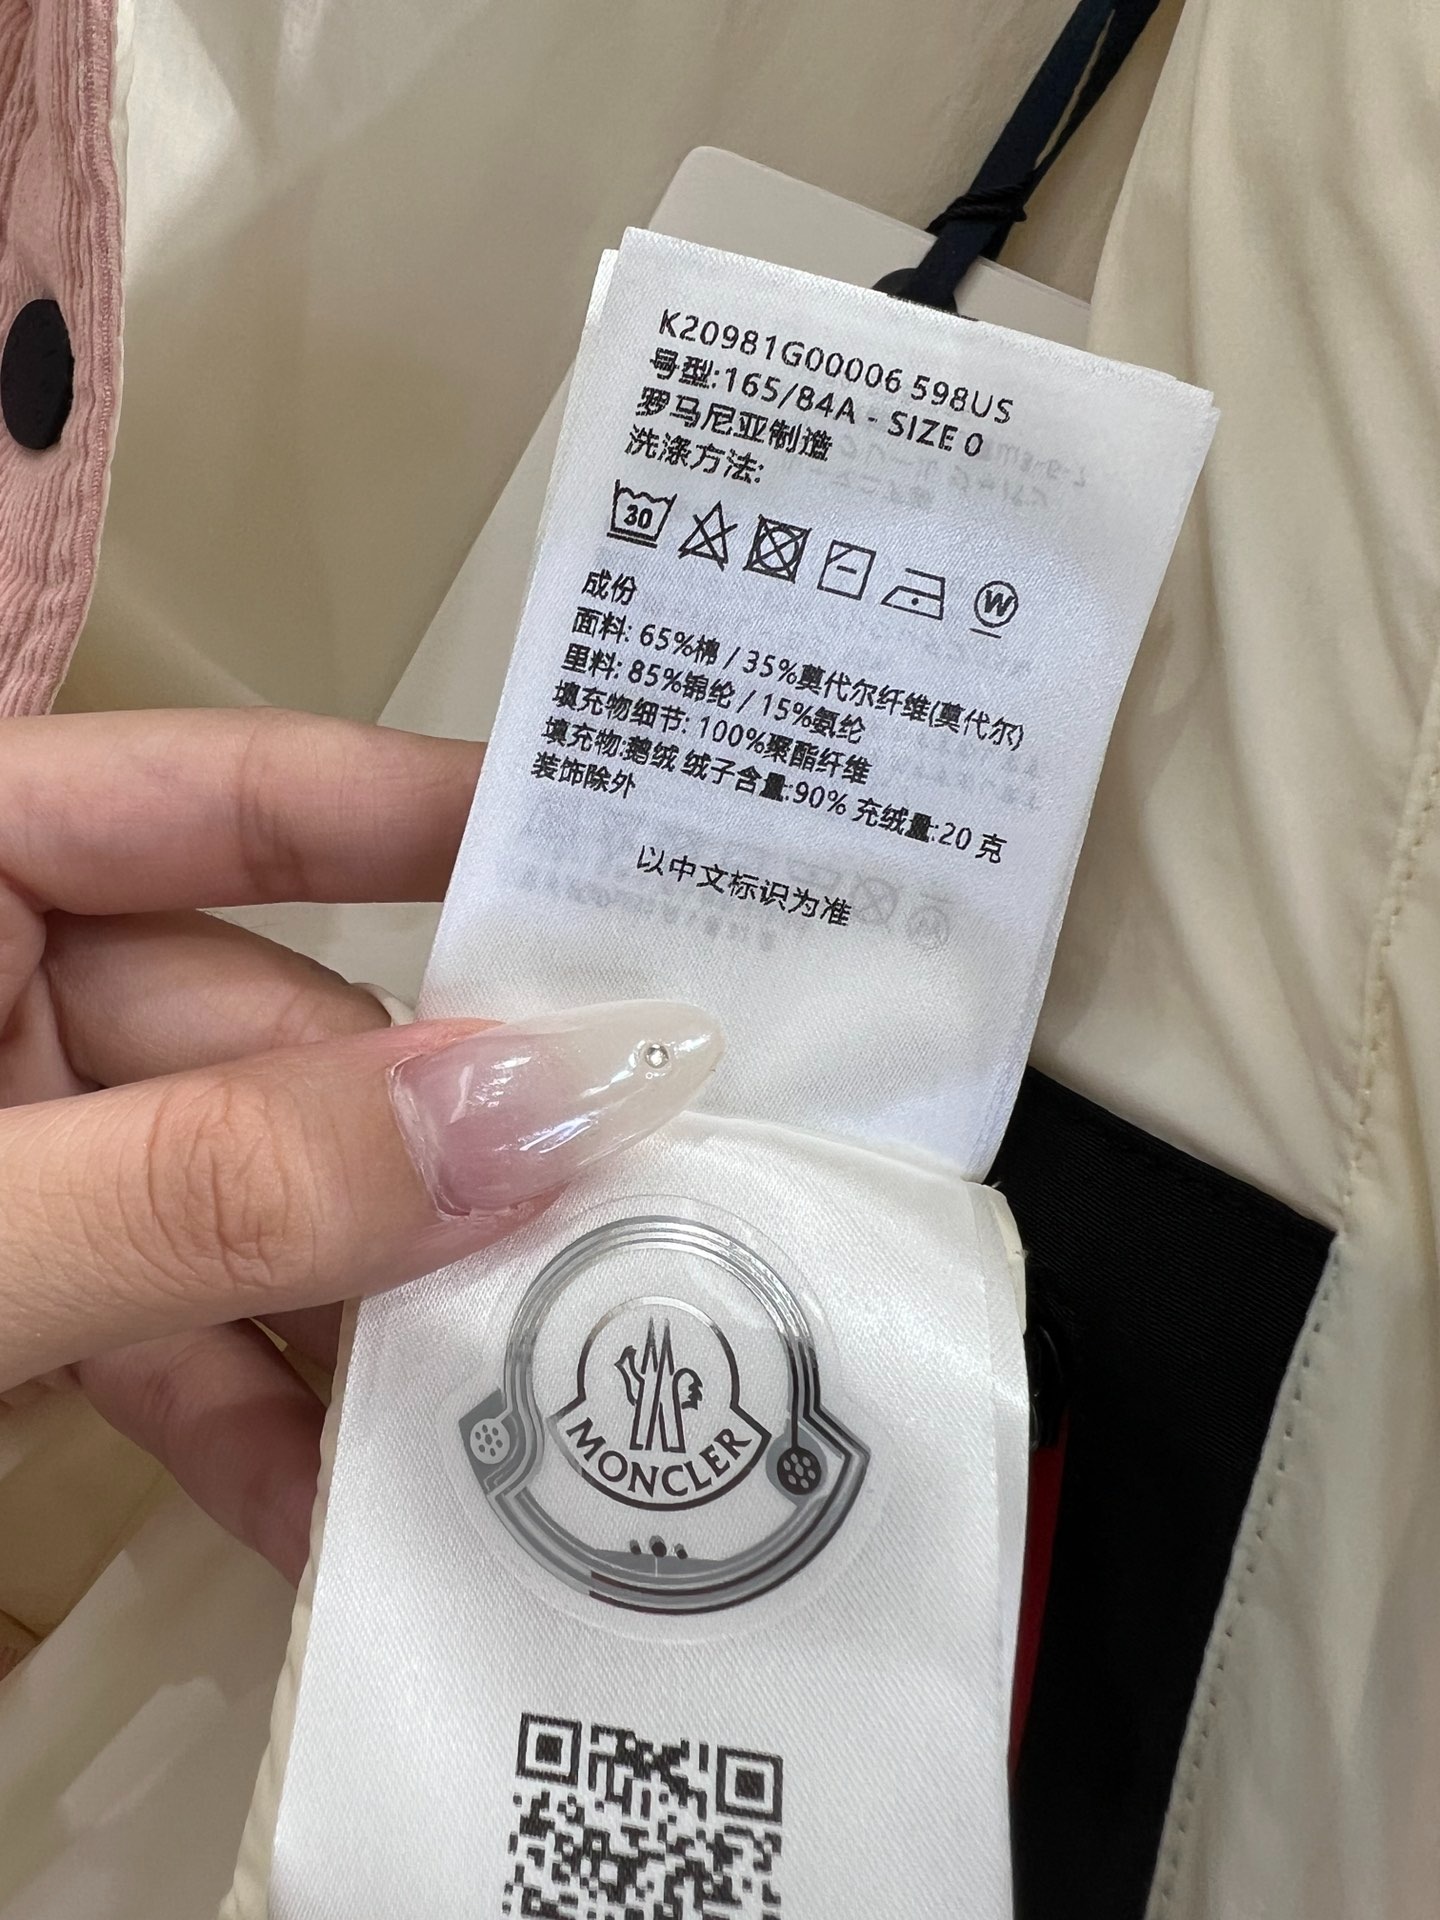 K20981G00006 598US
号型:165/84A - SIZE 0
罗马尼亚制造
洗涤方法:
30
W
成份
面料: 65%棉 / 35%莫代尔纤维(莫代尔)
里料: 85%锦纶 / 15%氨纶
填充物细节: 100%聚酯纤维
填充物:鹅绒 绒子含量:90% 充绒量:20 克
装饰除外
以中文标识为准
MONCLER